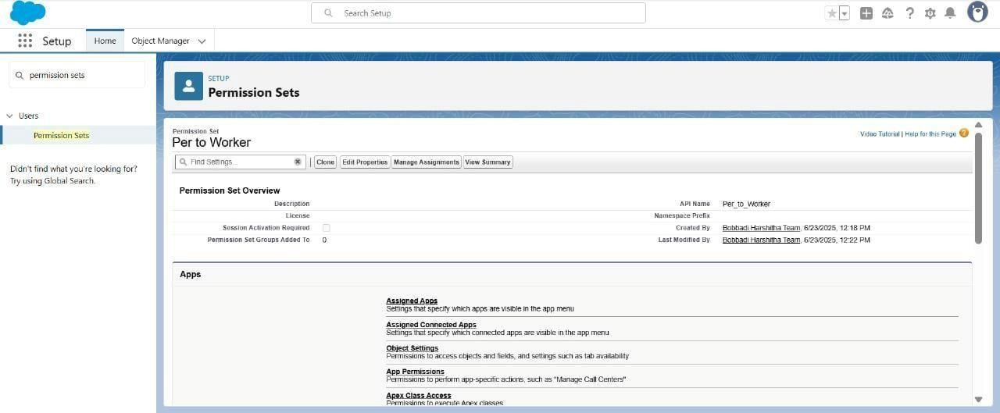 Search Setup
Setup
Home
Object Manager
permission sets
Users
Permission Sets
Didn't find what you're looking for?
Try using Global Search.
SETUP
Permission Sets
Permission Set
Per to Worker
Video Tutorial | Help for this Page ?
Find Settings... | Clone Edit Properties Manage Assignments View Summary
Permission Set Overview
Description API Name Per_to_Worker
License Namespace Prefix
Session Activation Required Created By Bobbadi Harshitha Team, 6/23/2025, 12:18 PM
Permission Set Groups Added To 0 Last Modified By Bobbadi Harshitha Team, 6/23/2025, 12:22 PM
Apps
Assigned Apps
Settings that specify which apps are visible in the app menu
Assigned Connected Apps
Settings that specify which connected apps are visible in the app menu
Object Settings
Permissions to access objects and fields, and settings such as tab availability
App Permissions
Permissions to perform app-specific actions, such as "Manage Call Centers"
Apex Class Access
Permissions to execute Apex classes